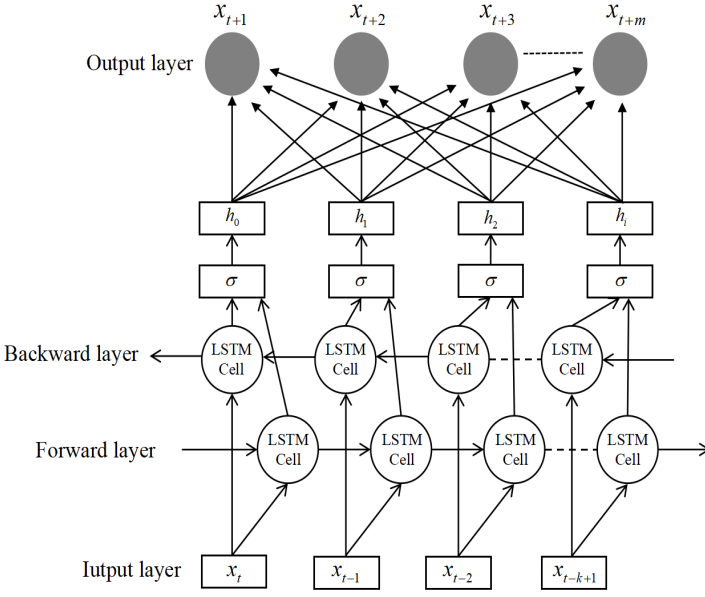 x_{t+1} x_{t+2} x_{t+3} x_{t+m}
Output layer
h_0 h_1 h_2 h_i
σ σ σ σ
Backward layer
LSTM Cell LSTM Cell LSTM Cell LSTM Cell
Forward layer
LSTM Cell LSTM Cell LSTM Cell LSTM Cell
Iutput layer
x_t x_{t-1} x_{t-2} x_{t-k+1}